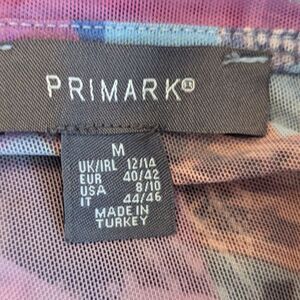 PRIMARK®
M
UK/IRL 12/14
EUR 40/42
USA 8/10
IT 44/46
MADE IN
TURKEY